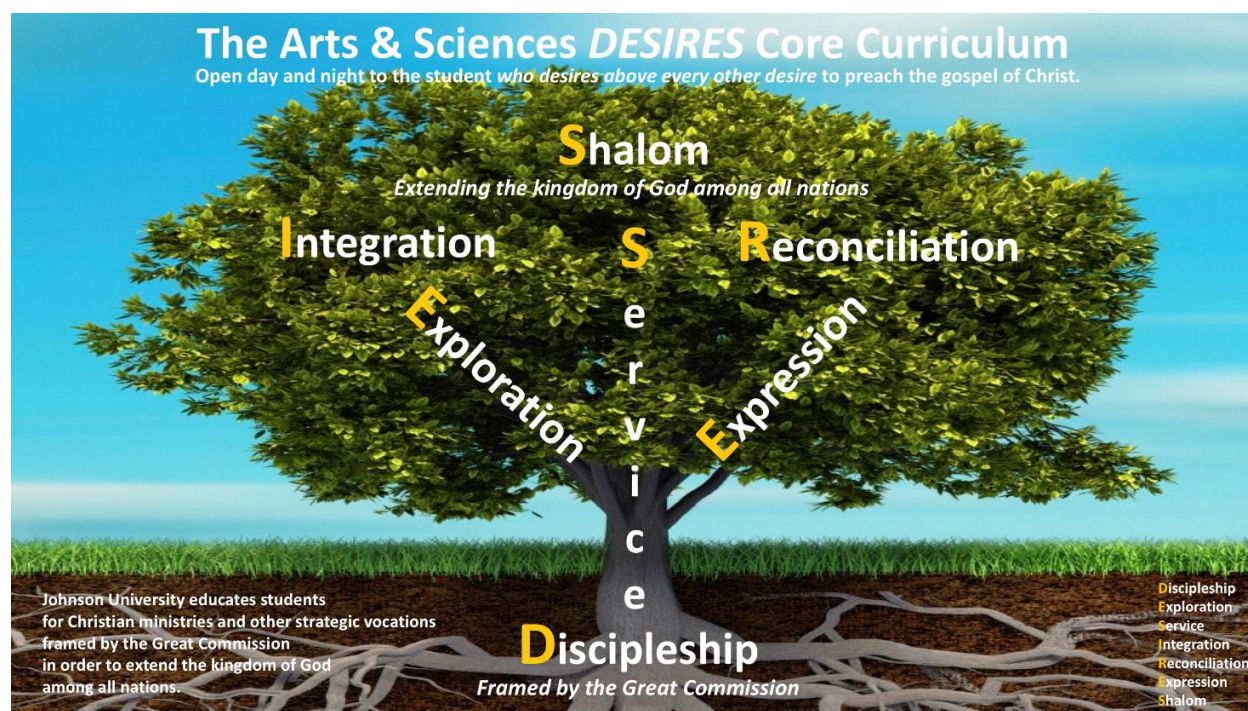 The Arts & Sciences DESIRES Core Curriculum
Open day and night to the student who desires above every other desire to preach the gospel of Christ.
Shalom
Extending the kingdom of God among all nations
Integration
Service
Reconciliation
Exploration
Expression
Discipleship
Framed by the Great Commission
Johnson University educates students
for Christian ministries and other strategic vocations
framed by the Great Commission
in order to extend the kingdom of God
among all nations.
Discipleship
Exploration
Service
Integration
Reconciliation
Expression
Shalom